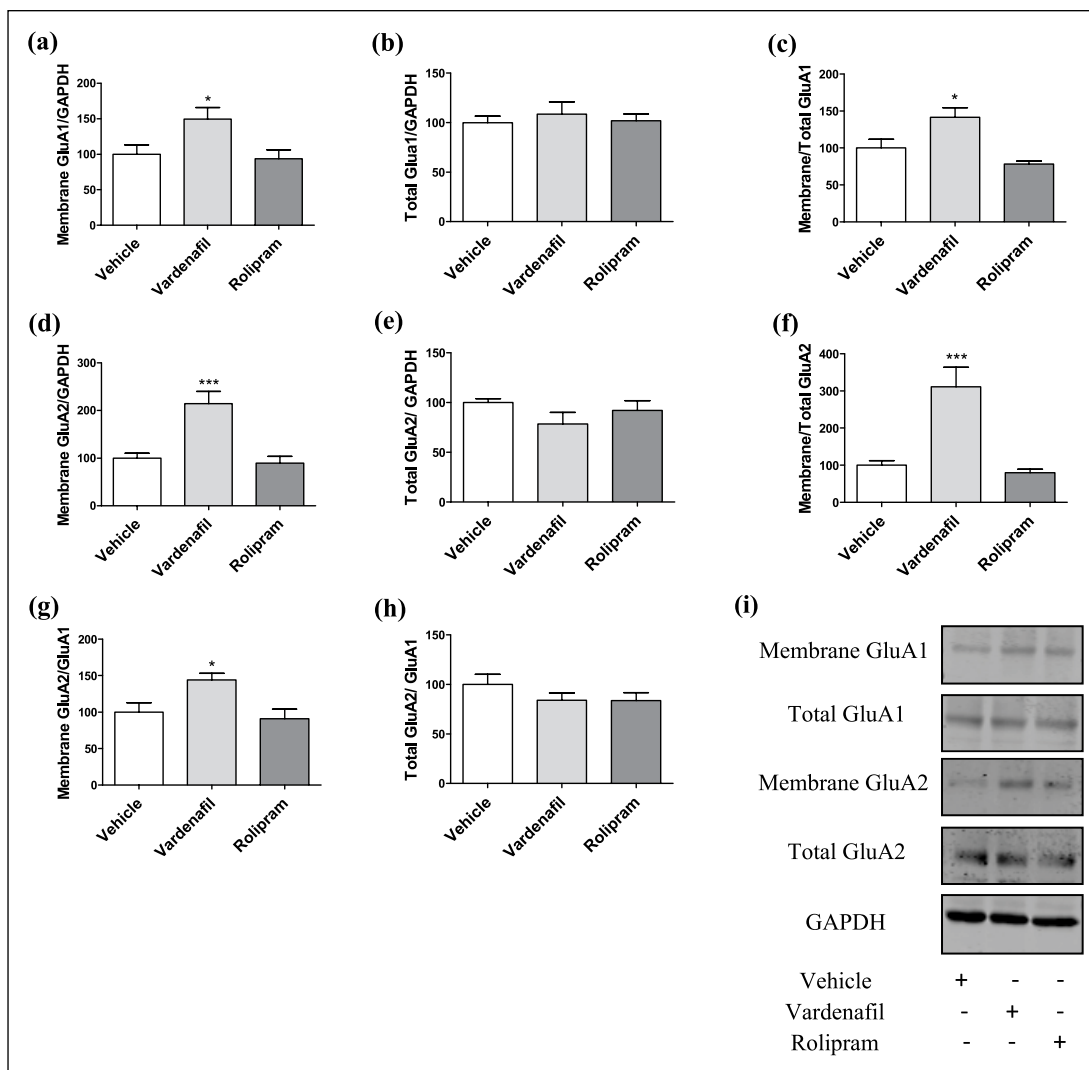 (a)
Membrane GluA1/GAPDH
200
150
100
50
0
*
Vehicle
Vardenafil
Rolipram
(b)
Total Glua1/GAPDH
150
100
50
0
Vehicle
Vardenafil
Rolipram
(c)
Membrane/Total GluA1
200
150
100
50
0
*
Vehicle
Vardenafil
Rolipram
(d)
Membrane GluA2/GAPDH
300
200
100
0
***
Vehicle
Vardenafil
Rolipram
(e)
Total GluA2/ GAPDH
150
100
50
0
Vehicle
Vardenafil
Rolipram
(f)
Membrane/Total GluA2
400
300
200
100
0
***
Vehicle
Vardenafil
Rolipram
(g)
Membrane GluA2/GluA1
200
150
100
50
0
*
Vehicle
Vardenafil
Rolipram
(h)
Total GluA2/ GluA1
150
100
50
0
Vehicle
Vardenafil
Rolipram
(i)
Membrane GluA1
Total GluA1
Membrane GluA2
Total GluA2
GAPDH
Vehicle + - -
Vardenafil - + -
Rolipram - - +